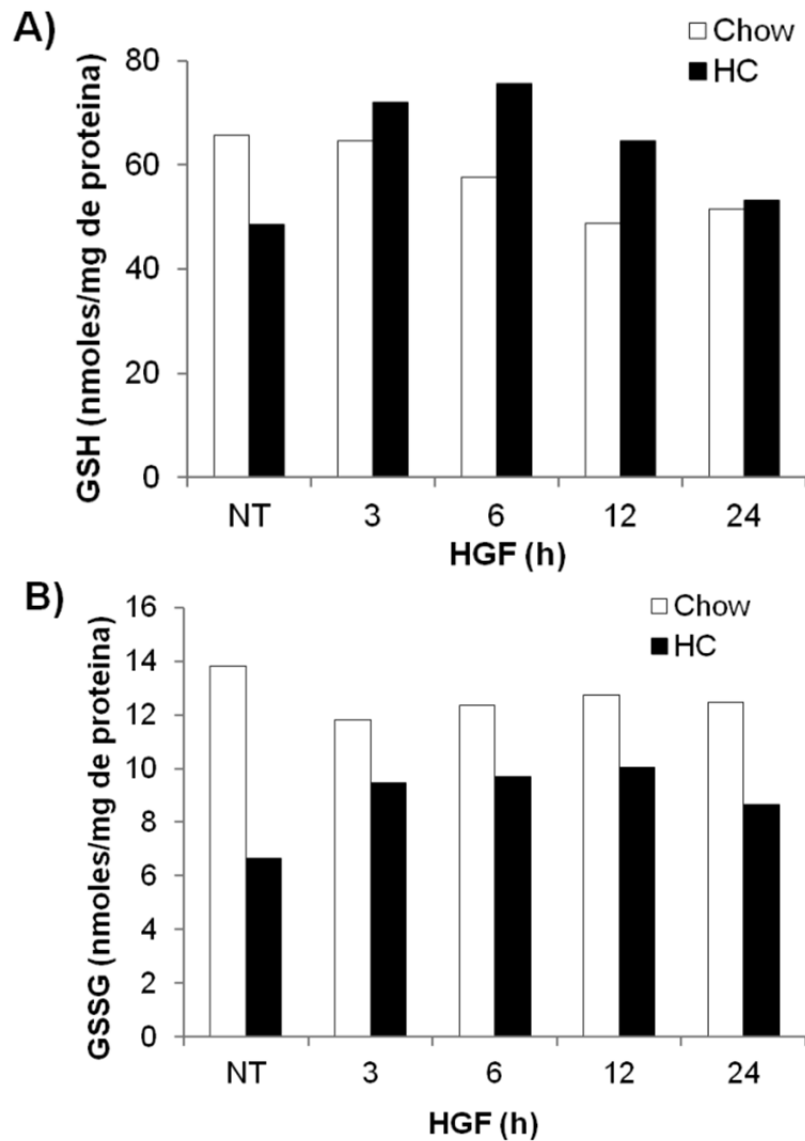 A)
Chow
HC
GSH (nmoles/mg de proteina)
80
60
40
20
0
NT 3 6 12 24
HGF (h)
B)
Chow
HC
GSSG (nmoles/mg de proteina)
16
14
12
10
8
6
4
2
0
NT 3 6 12 24
HGF (h)